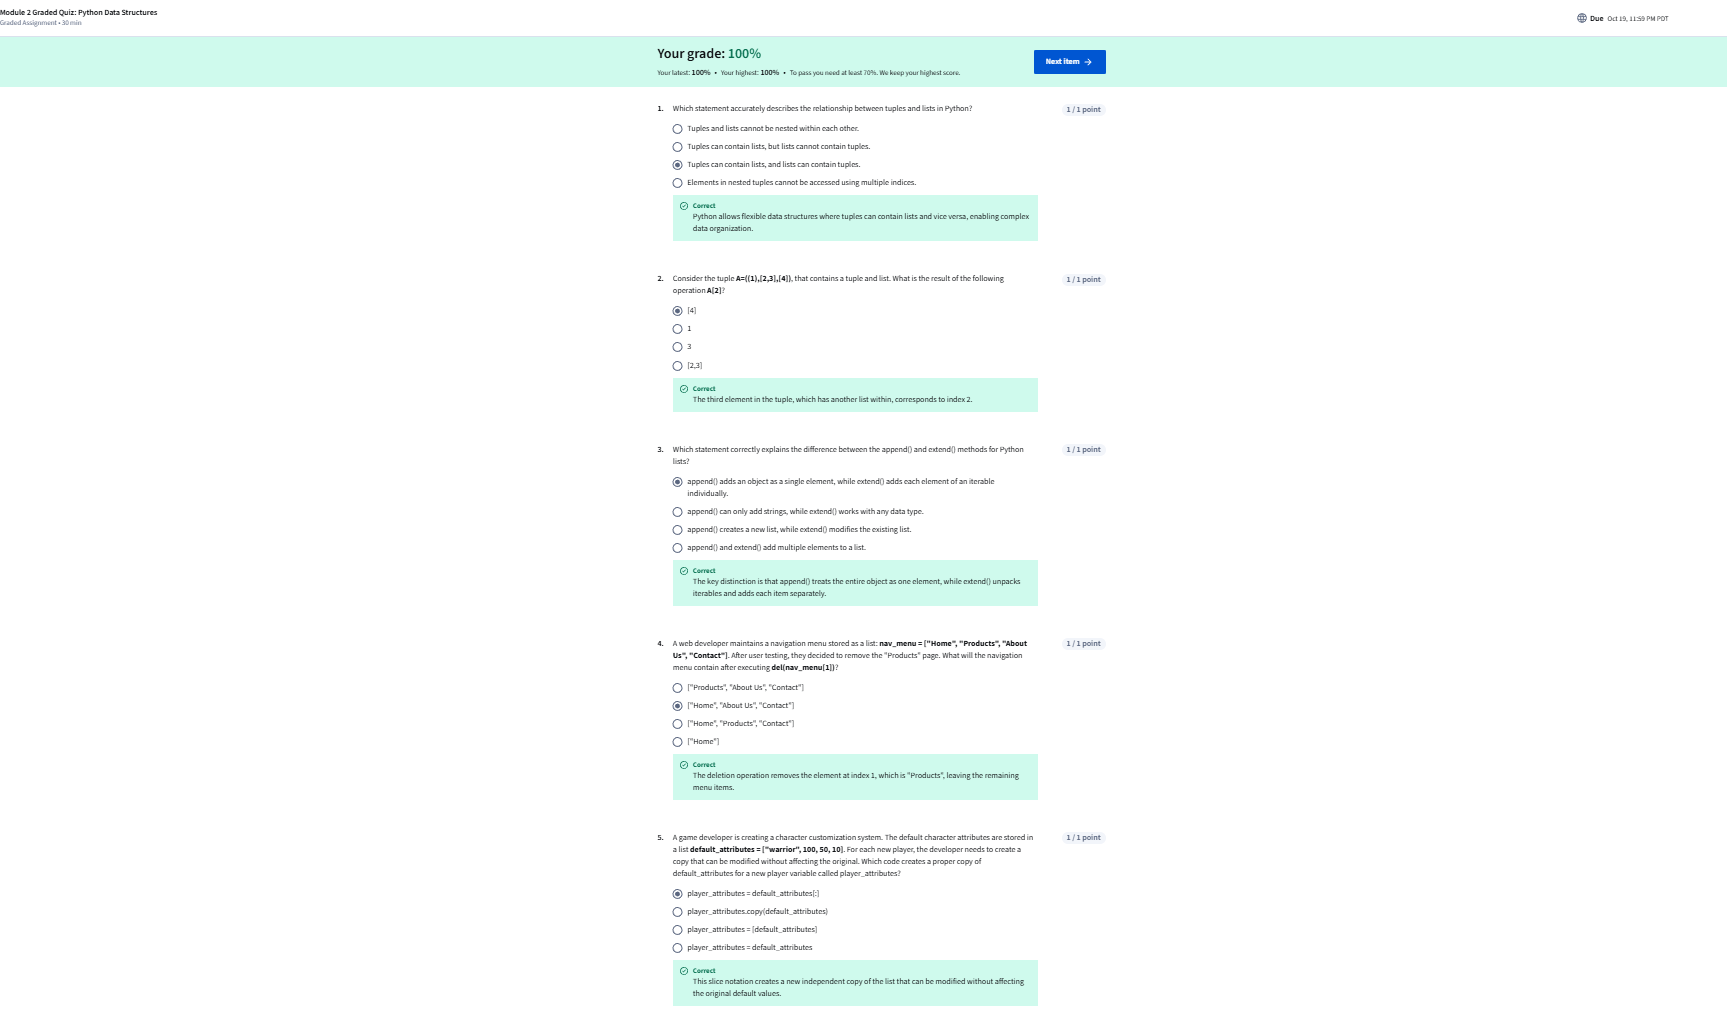 Module 2 Graded Quiz: Python Data Structures
Graded Assignment • 30 min
Due Oct 19, 11:59 PM PDT
Your grade: 100%
Your latest: 100% • Your highest: 100% • To pass you need at least 70%. We keep your highest score.
Next item →
1. Which statement accurately describes the relationship between tuples and lists in Python?
1 / 1 point
Tuples and lists cannot be nested within each other.
Tuples can contain lists, but lists cannot contain tuples.
Tuples can contain lists, and lists can contain tuples.
Elements in nested tuples cannot be accessed using multiple indices.
Correct
Python allows flexible data structures where tuples can contain lists and vice versa, enabling complex
data organization.
2. Consider the tuple A=((1),[2,3],[4]), that contains a tuple and list. What is the result of the following
operation A[2]?
1 / 1 point
[4]
1
3
[2,3]
Correct
The third element in the tuple, which has another list within, corresponds to index 2.
3. Which statement correctly explains the difference between the append() and extend() methods for Python
lists?
1 / 1 point
append() adds an object as a single element, while extend() adds each element of an iterable
individually.
append() can only add strings, while extend() works with any data type.
append() creates a new list, while extend() modifies the existing list.
append() and extend() add multiple elements to a list.
Correct
The key distinction is that append() treats the entire object as one element, while extend() unpacks
iterables and adds each item separately.
4. A web developer maintains a navigation menu stored as a list: nav_menu = ["Home", "Products", "About
Us", "Contact"]. After user testing, they decided to remove the "Products" page. What will the navigation
menu contain after executing del(nav_menu[1])?
1 / 1 point
["Products", "About Us", "Contact"]
["Home", "About Us", "Contact"]
["Home", "Products", "Contact"]
["Home"]
Correct
The deletion operation removes the element at index 1, which is "Products", leaving the remaining
menu items.
5. A game developer is creating a character customization system. The default character attributes are stored in
a list default_attributes = ["warrior", 100, 50, 10]. For each new player, the developer needs to create a
copy that can be modified without affecting the original. Which code creates a proper copy of
default_attributes for a new player variable called player_attributes?
1 / 1 point
player_attributes = default_attributes[:]
player_attributes.copy(default_attributes)
player_attributes = [default_attributes]
player_attributes = default_attributes
Correct
This slice notation creates a new independent copy of the list that can be modified without affecting
the original default values.